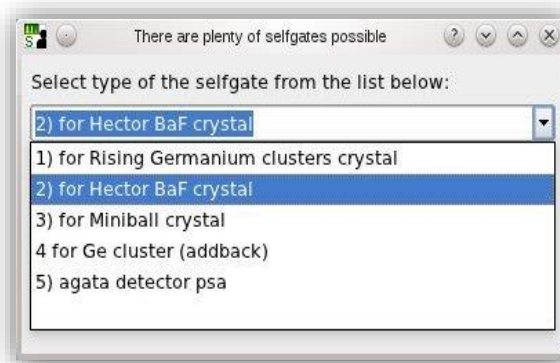 There are plenty of selfgates possible
Select type of the selfgate from the list below:
2) for Hector BaF crystal
1) for Rising Germanium clusters crystal
2) for Hector BaF crystal
3) for Miniball crystal
4 for Ge cluster (addback)
5) agata detector psa